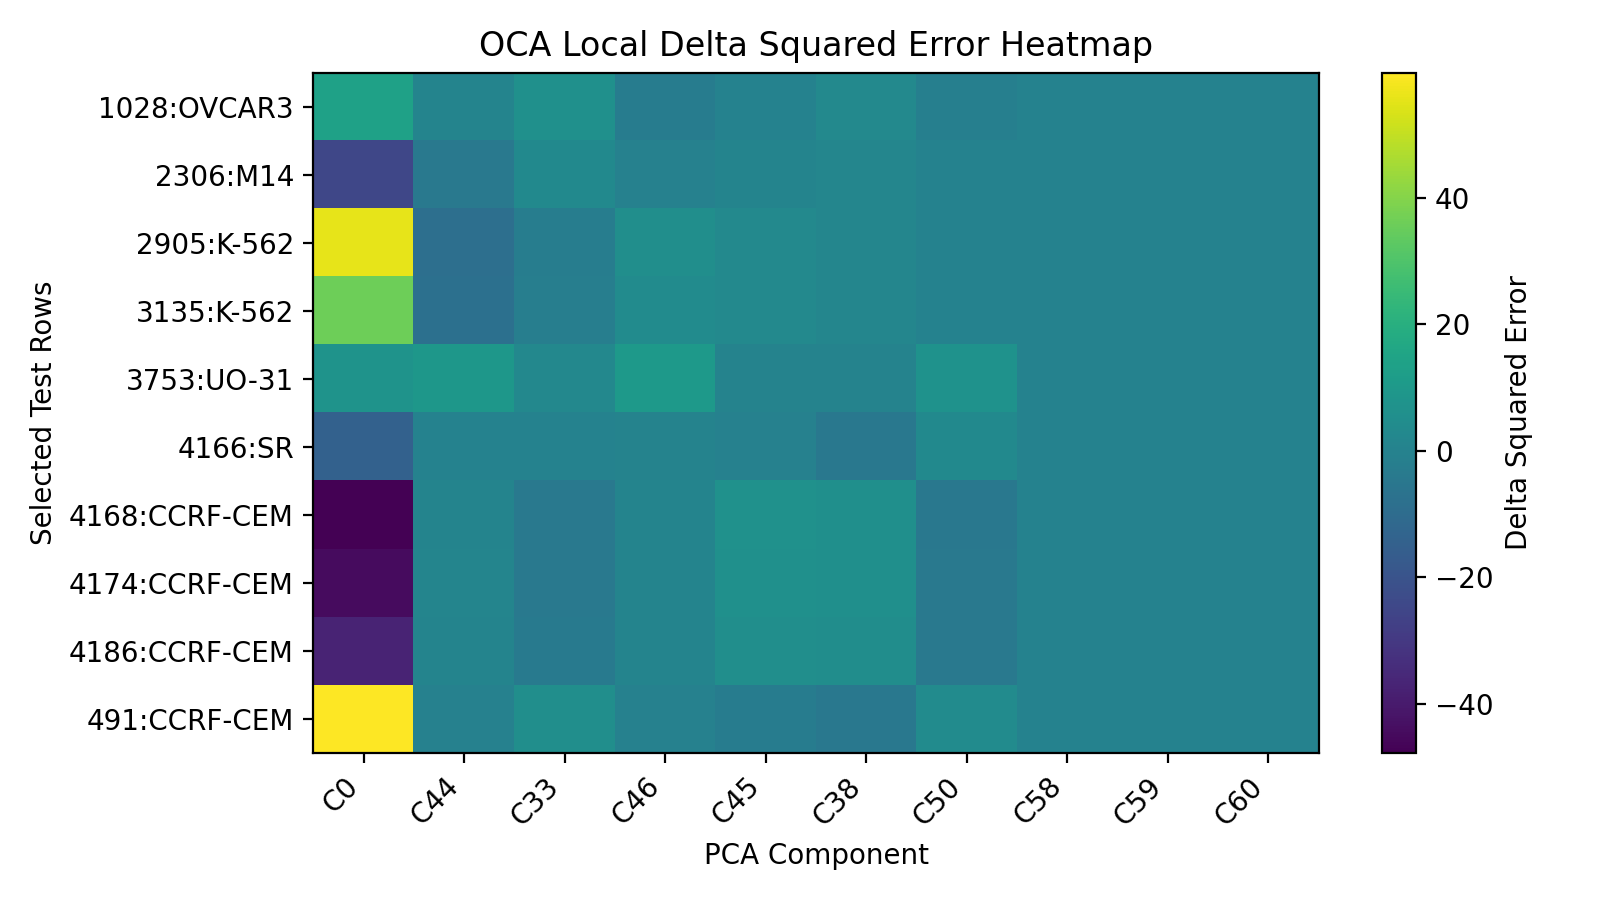 OCA Local Delta Squared Error Heatmap
Selected Test Rows
1028:OVCAR3
2306:M14
2905:K-562
3135:K-562
3753:UO-31
4166:SR
4168:CCRF-CEM
4174:CCRF-CEM
4186:CCRF-CEM
491:CCRF-CEM
C0
C44
C33
C46
C45
C38
C50
C58
C59
C60
PCA Component
40
20
0
−20
−40
Delta Squared Error